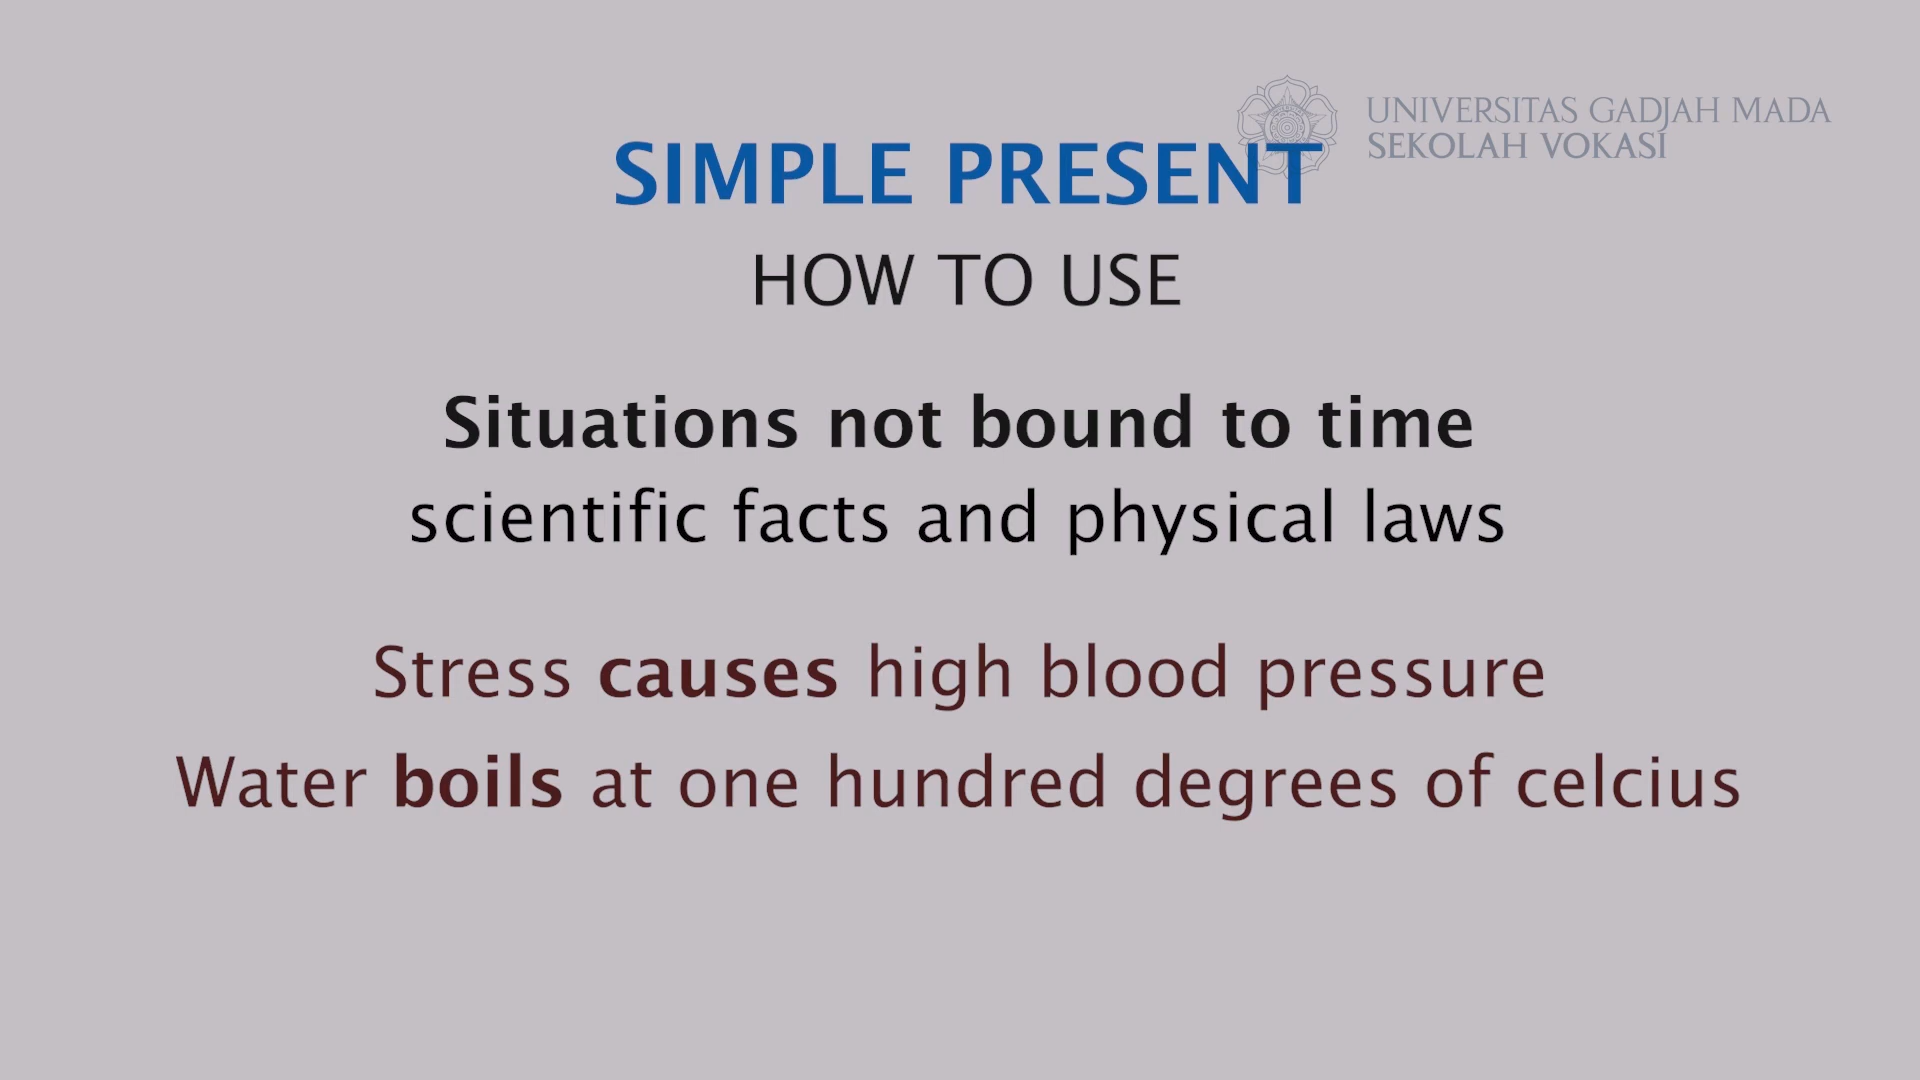 UNIVERSITAS GADJAH MADA
SEKOLAH VOKASI
SIMPLE PRESENT
HOW TO USE
Situations not bound to time
scientific facts and physical laws
Stress causes high blood pressure
Water boils at one hundred degrees of celcius